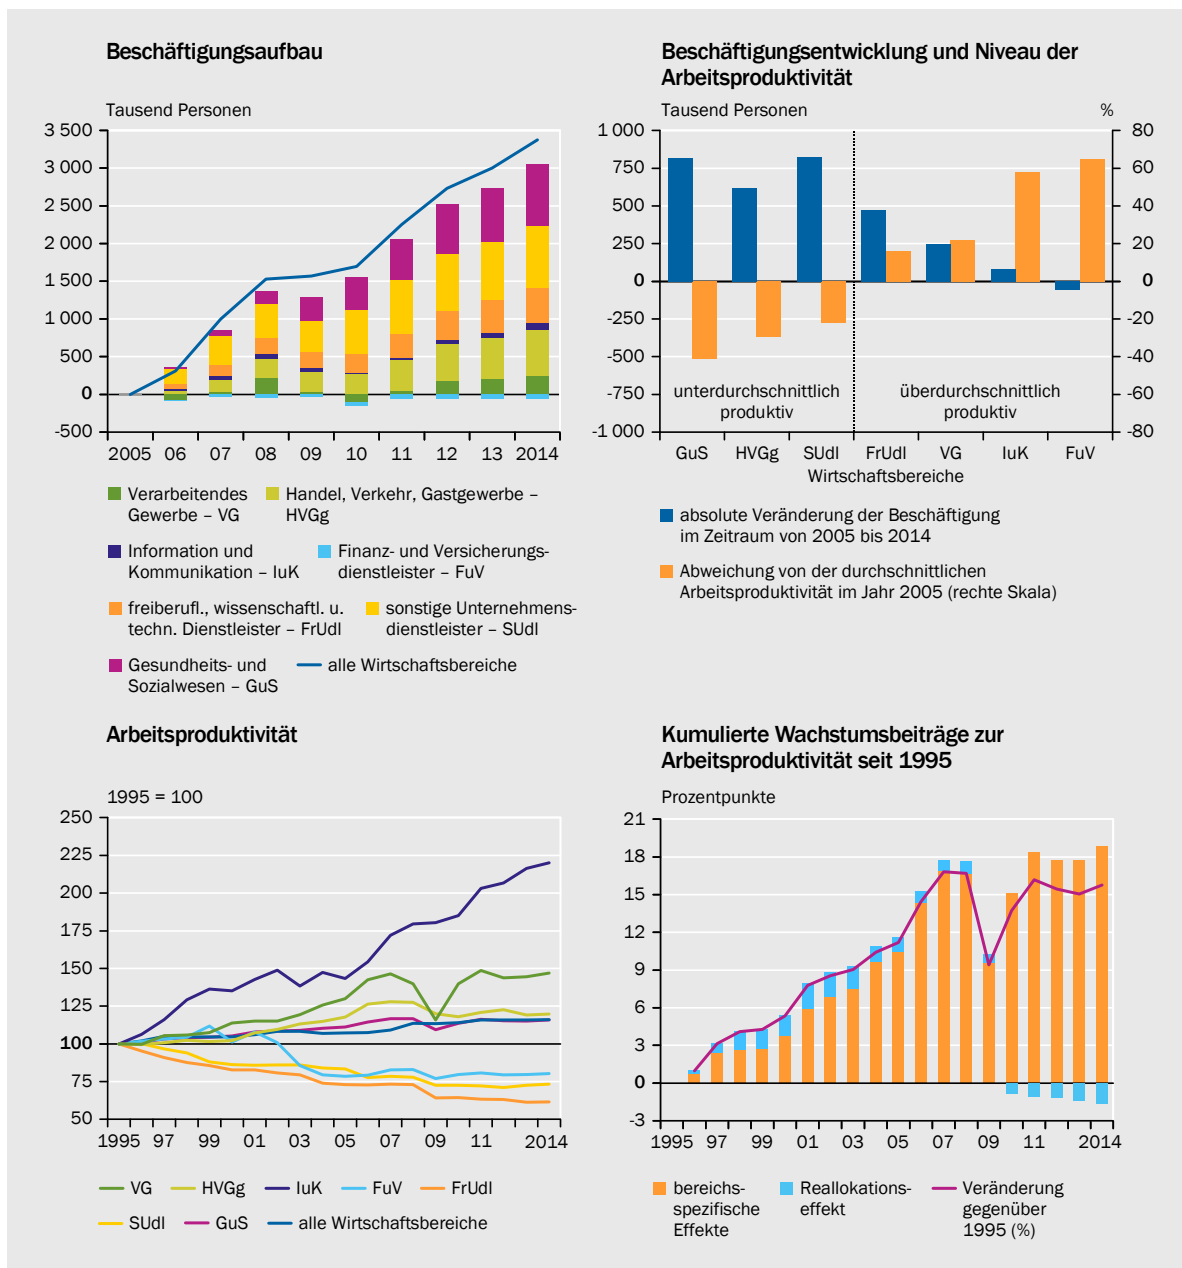 Beschäftigungsaufbau
Tausend Personen
3 500
3 000
2 500
2 000
1 500
1 000
500
0
-500
2005 06 07 08 09 10 11 12 13 2014
Verarbeitendes
Gewerbe – VG
Handel, Verkehr, Gastgewerbe –
HVGg
Information und
Kommunikation – IuK
Finanz- und Versicherungs-
dienstleister – FuV
freiberufl., wissenschaftl. u.
techn. Dienstleister – FrUdl
sonstige Unternehmens-
dienstleister – SUdl
Gesundheits- und
Sozialwesen – GuS
alle Wirtschaftsbereiche
Beschäftigungsentwicklung und Niveau der
Arbeitsproduktivität
Tausend Personen %
1 000 80
750 60
500 40
250 20
0 0
-250 -20
-500 -40
-750 -60
-1 000 -80
unterdurchschnittlich
produktiv
überdurchschnittlich
produktiv
GuS HVGg SUdl FrUdl VG IuK FuV
Wirtschaftsbereiche
absolute Veränderung der Beschäftigung
im Zeitraum von 2005 bis 2014
Abweichung von der durchschnittlichen
Arbeitsproduktivität im Jahr 2005 (rechte Skala)
Arbeitsproduktivität
1995 = 100
250
225
200
175
150
125
100
75
50
1995 97 99 01 03 05 07 09 11 2014
VG HVGg IuK FuV FrUdl
SUdl GuS alle Wirtschaftsbereiche
Kumulierte Wachstumsbeiträge zur
Arbeitsproduktivität seit 1995
Prozentpunkte
21
18
15
12
9
6
3
0
-3
1995 97 99 01 03 05 07 09 11 2014
bereichs-
spezifische
Effekte
Reallokations-
effekt
Veränderung
gegenüber
1995 (%)